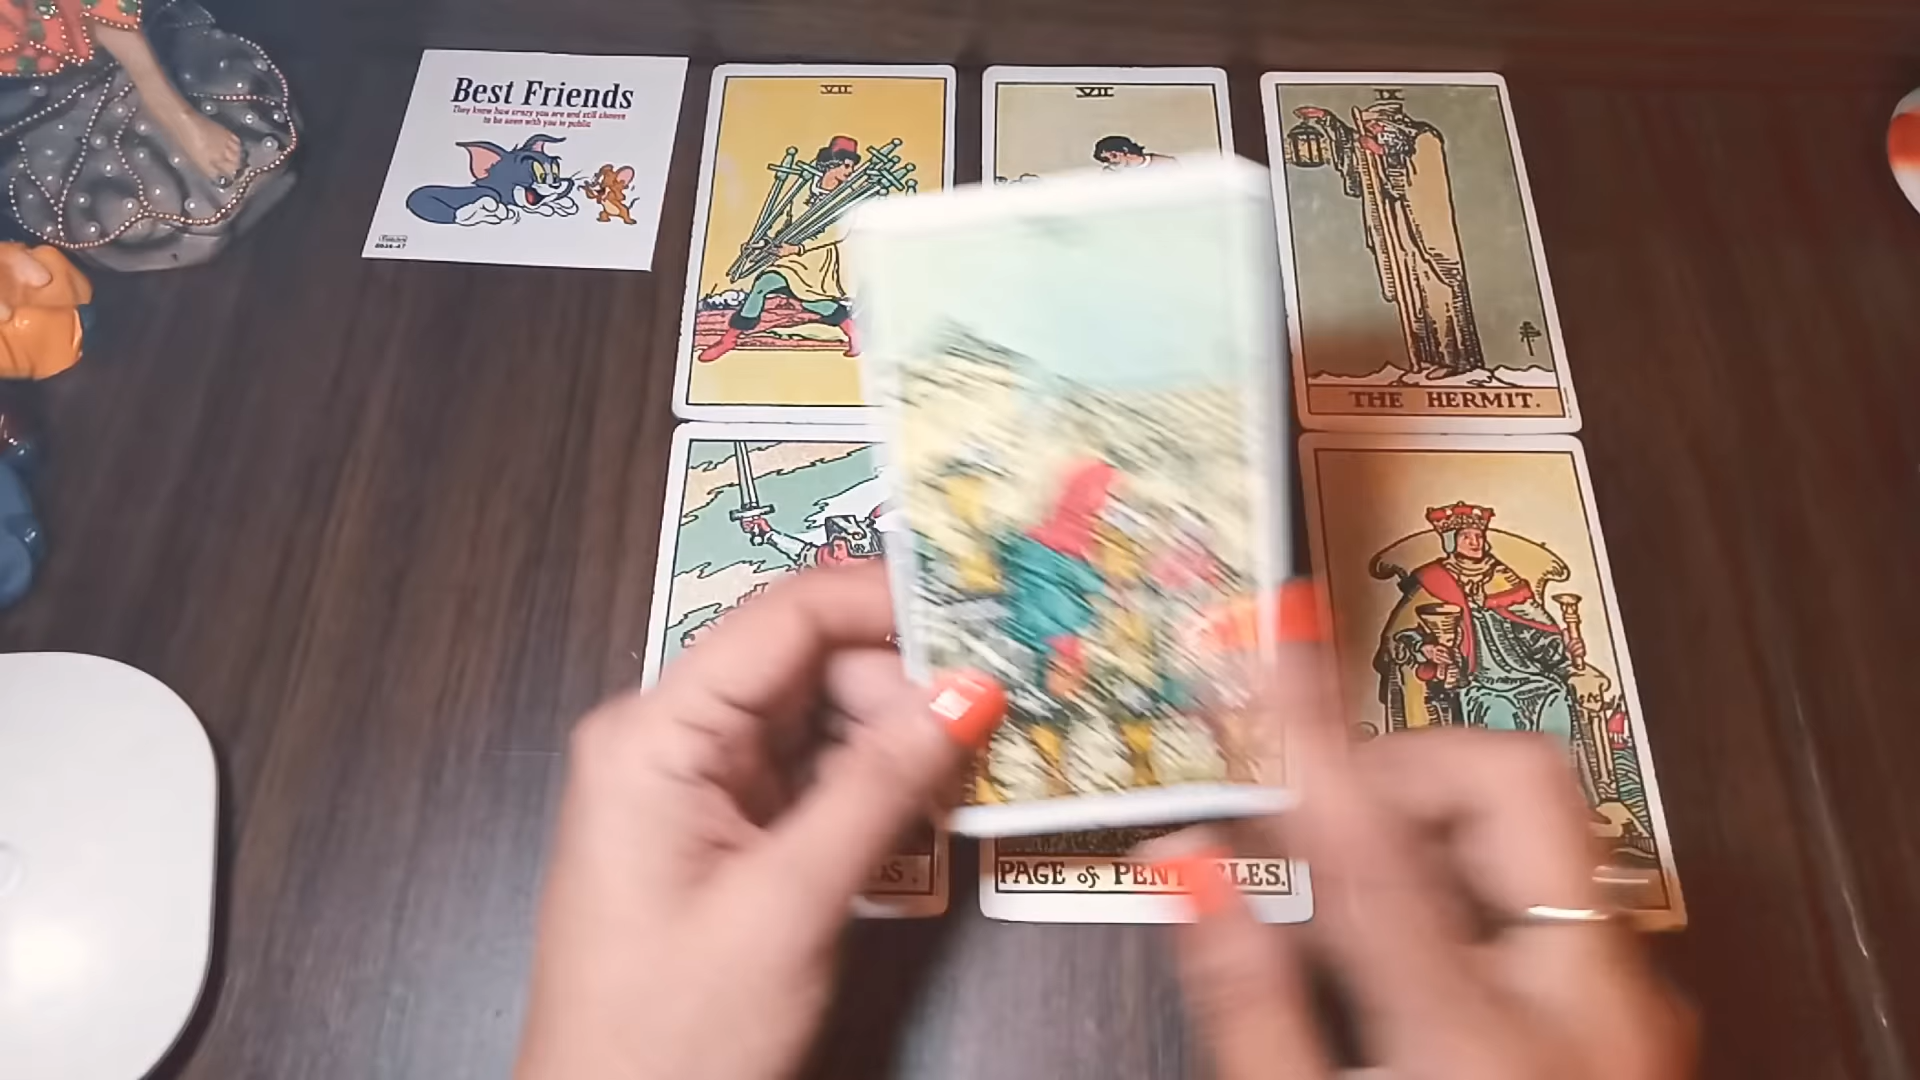 Best Friends
They know how crazy you are and still choose
to be seen with you in public
VII
VII
IX
THE HERMIT.
PAGE of PEN LES.